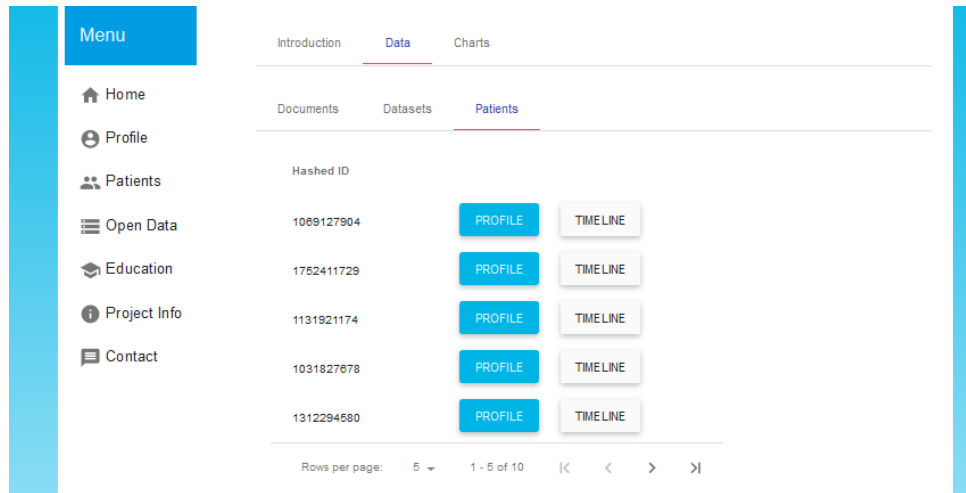 Menu
Home
Profile
Patients
Open Data
Education
Project Info
Contact
Introduction Data Charts
Documents Datasets Patients
Hashed ID
1069127904 PROFILE TIMELINE
1752411729 PROFILE TIMELINE
1131921174 PROFILE TIMELINE
1031827678 PROFILE TIMELINE
1312294580 PROFILE TIMELINE
Rows per page: 5 1 - 5 of 10